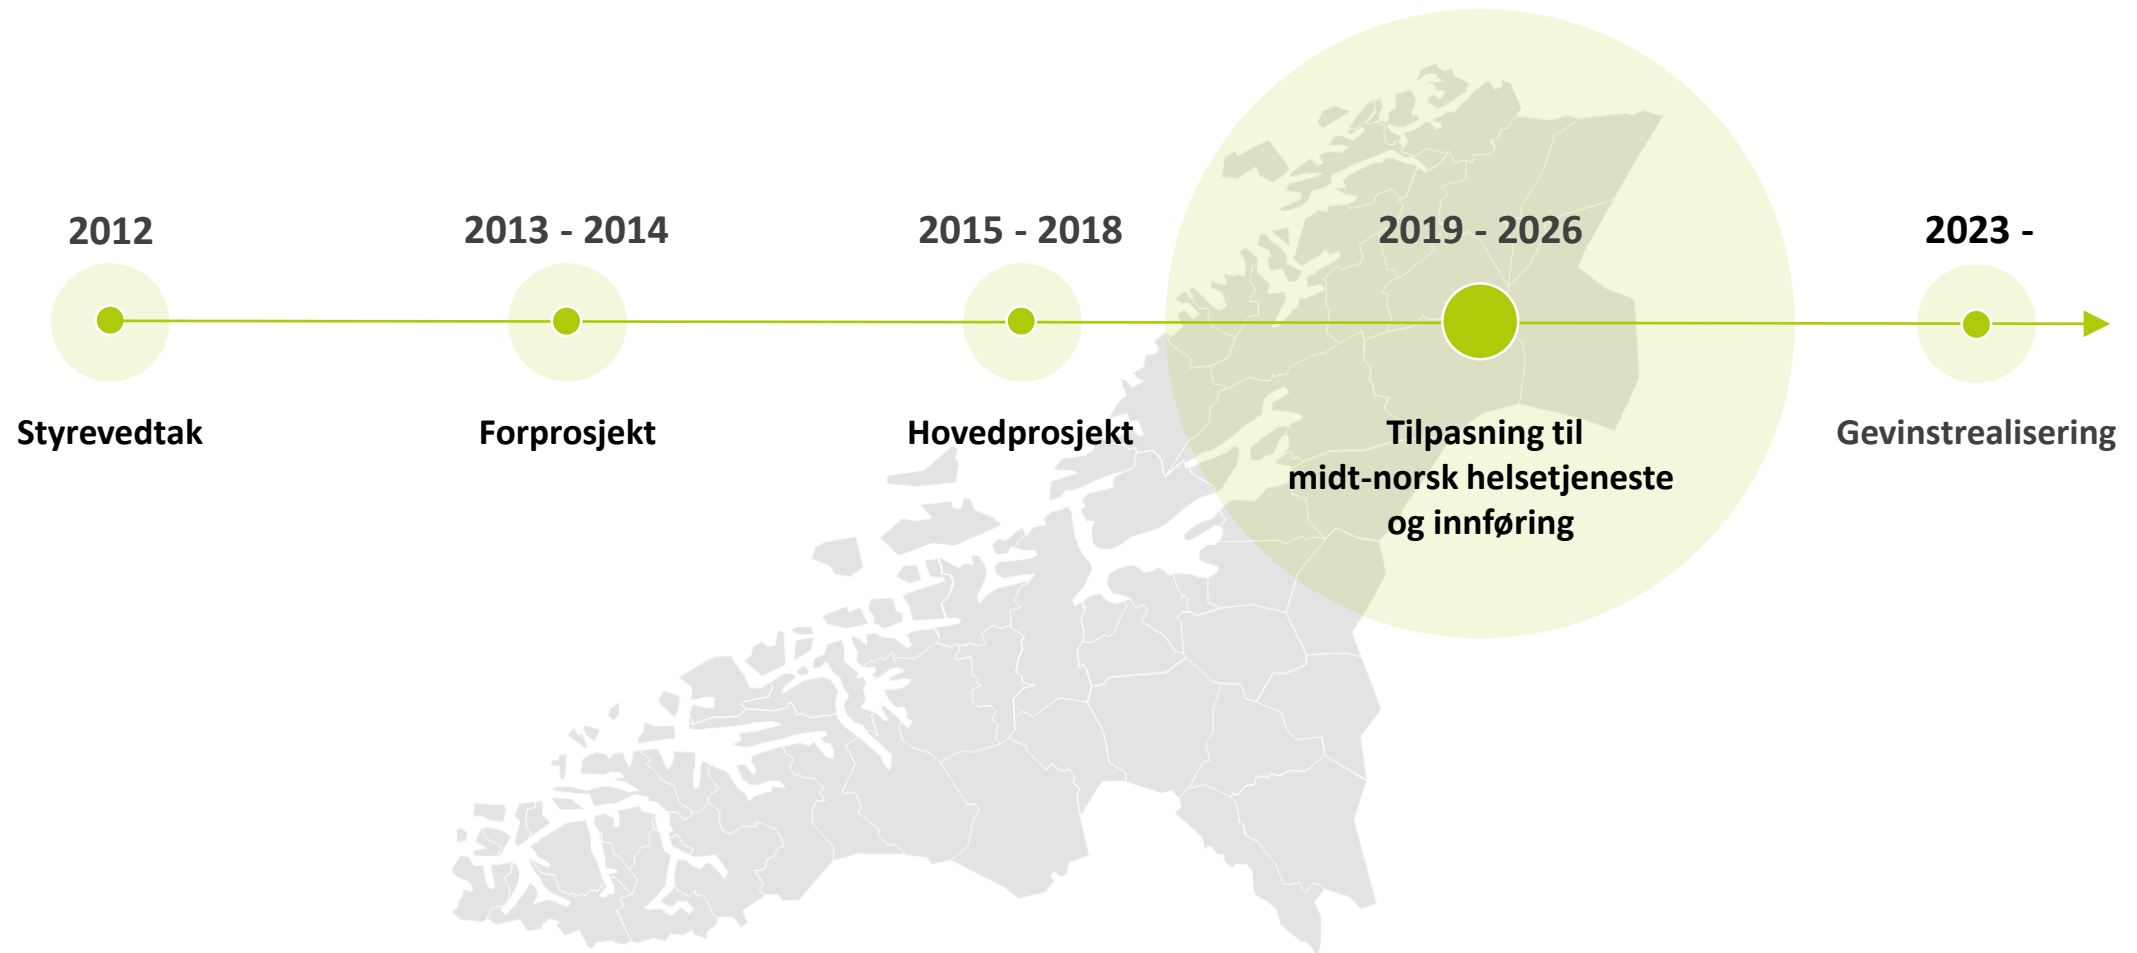 2012
2013 - 2014
2015 - 2018
2019 - 2026
2023 -
Styrevedtak
Forprosjekt
Hovedprosjekt
Tilpasning til
midt-norsk helsetjeneste
og innføring
Gevinstrealisering